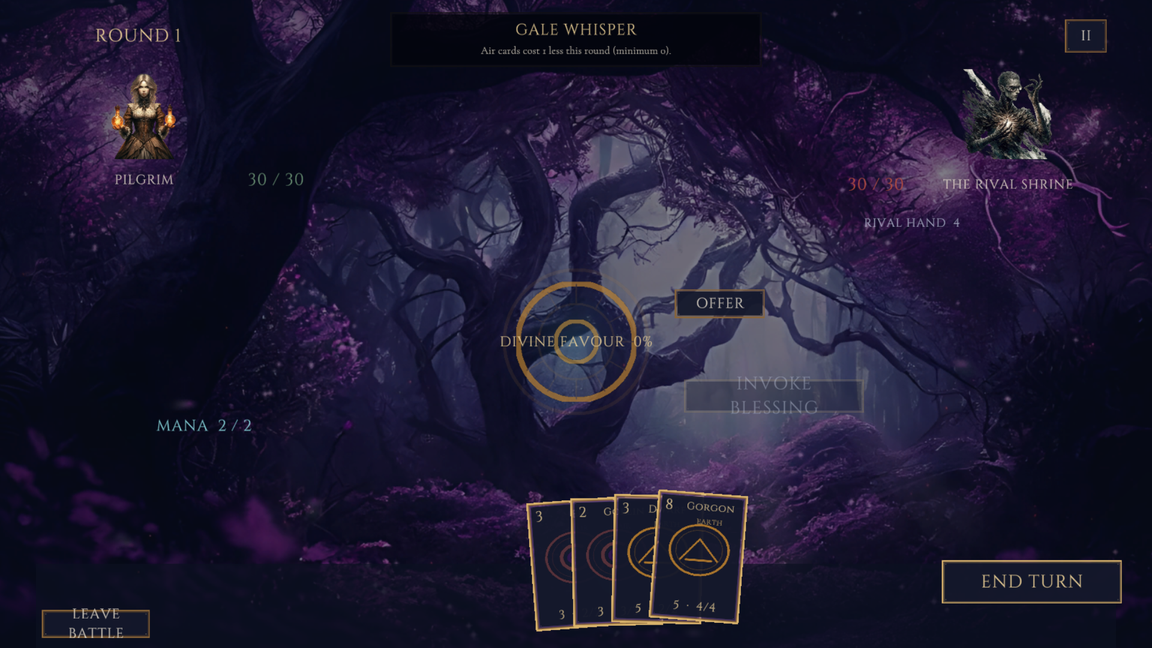 ROUND 1
GALE WHISPER
Air cards cost 1 less this round (minimum 0).
II
PILGRIM
30 / 30
30 / 30
THE RIVAL SHRINE
RIVAL HAND 4
OFFER
DIVINE FAVOUR 0%
INVOKE
BLESSING
MANA 2 / 2
3
2
3
8 GORGON
EARTH
3
3
5
5 · 4/4
END TURN
LEAVE
BATTLE